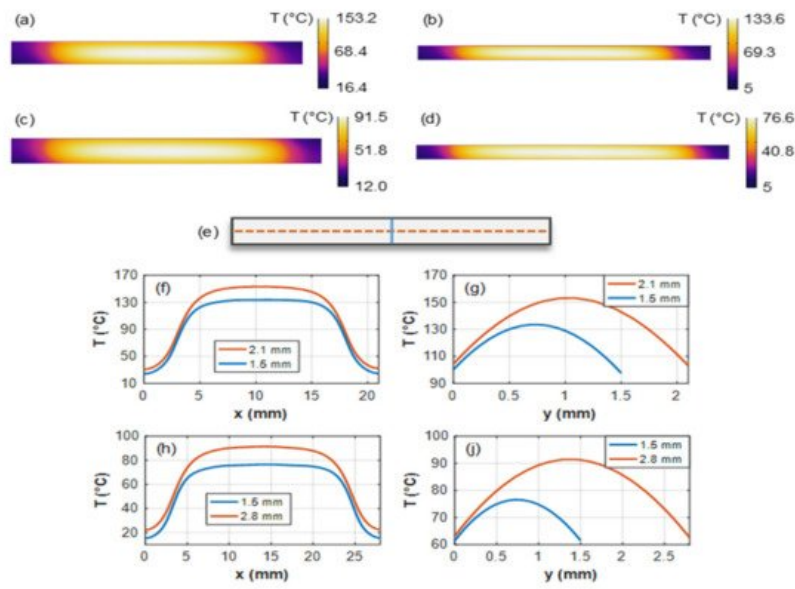 (a)
T (°C)
153.2
68.4
16.4
(b)
T (°C)
133.6
69.3
5
(c)
T (°C)
91.5
51.8
12.0
(d)
T (°C)
76.6
40.8
5
(e)
(f)
T (°C)
170
130
90
50
10
0 5 10 15 20
x (mm)
2.1 mm
1.5 mm
(g)
T (°C)
170
150
130
110
90
0 0.5 1 1.5 2
y (mm)
2.1 mm
1.5 mm
(h)
T (°C)
100
80
60
40
20
0 5 10 15 20 25
x (mm)
1.5 mm
2.8 mm
(j)
T (°C)
100
90
80
70
60
0 0.5 1 1.5 2 2.5
y (mm)
1.5 mm
2.8 mm